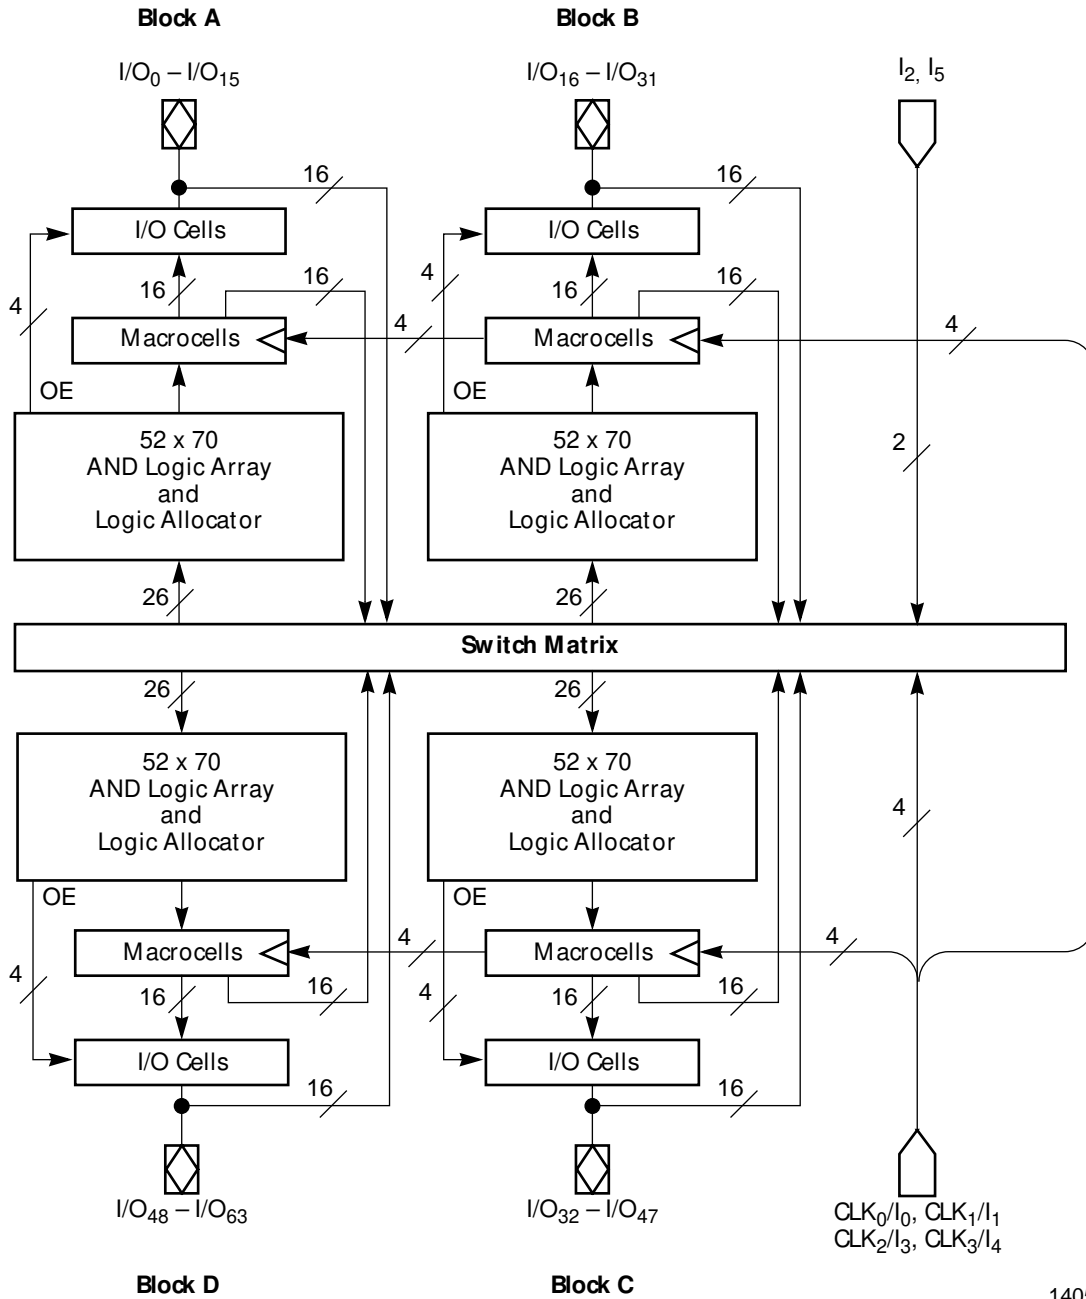 Block A
Block B
I/O₀ – I/O₁₅
I/O₁₆ – I/O₃₁
I₂, I₅
16
16
I/O Cells
I/O Cells
4
16
16
4
16
16
Macrocells
4
Macrocells
4
OE
OE
52 x 70
AND Logic Array
and
Logic Allocator
52 x 70
AND Logic Array
and
Logic Allocator
2
26
26
Switch Matrix
26
26
52 x 70
AND Logic Array
and
Logic Allocator
52 x 70
AND Logic Array
and
Logic Allocator
4
OE
OE
Macrocells
4
Macrocells
4
4
16
16
4
16
16
I/O Cells
I/O Cells
16
16
I/O₄₈ – I/O₆₃
I/O₃₂ – I/O₄₇
CLK₀/I₀, CLK₁/I₁
CLK₂/I₃, CLK₃/I₄
Block D
Block C